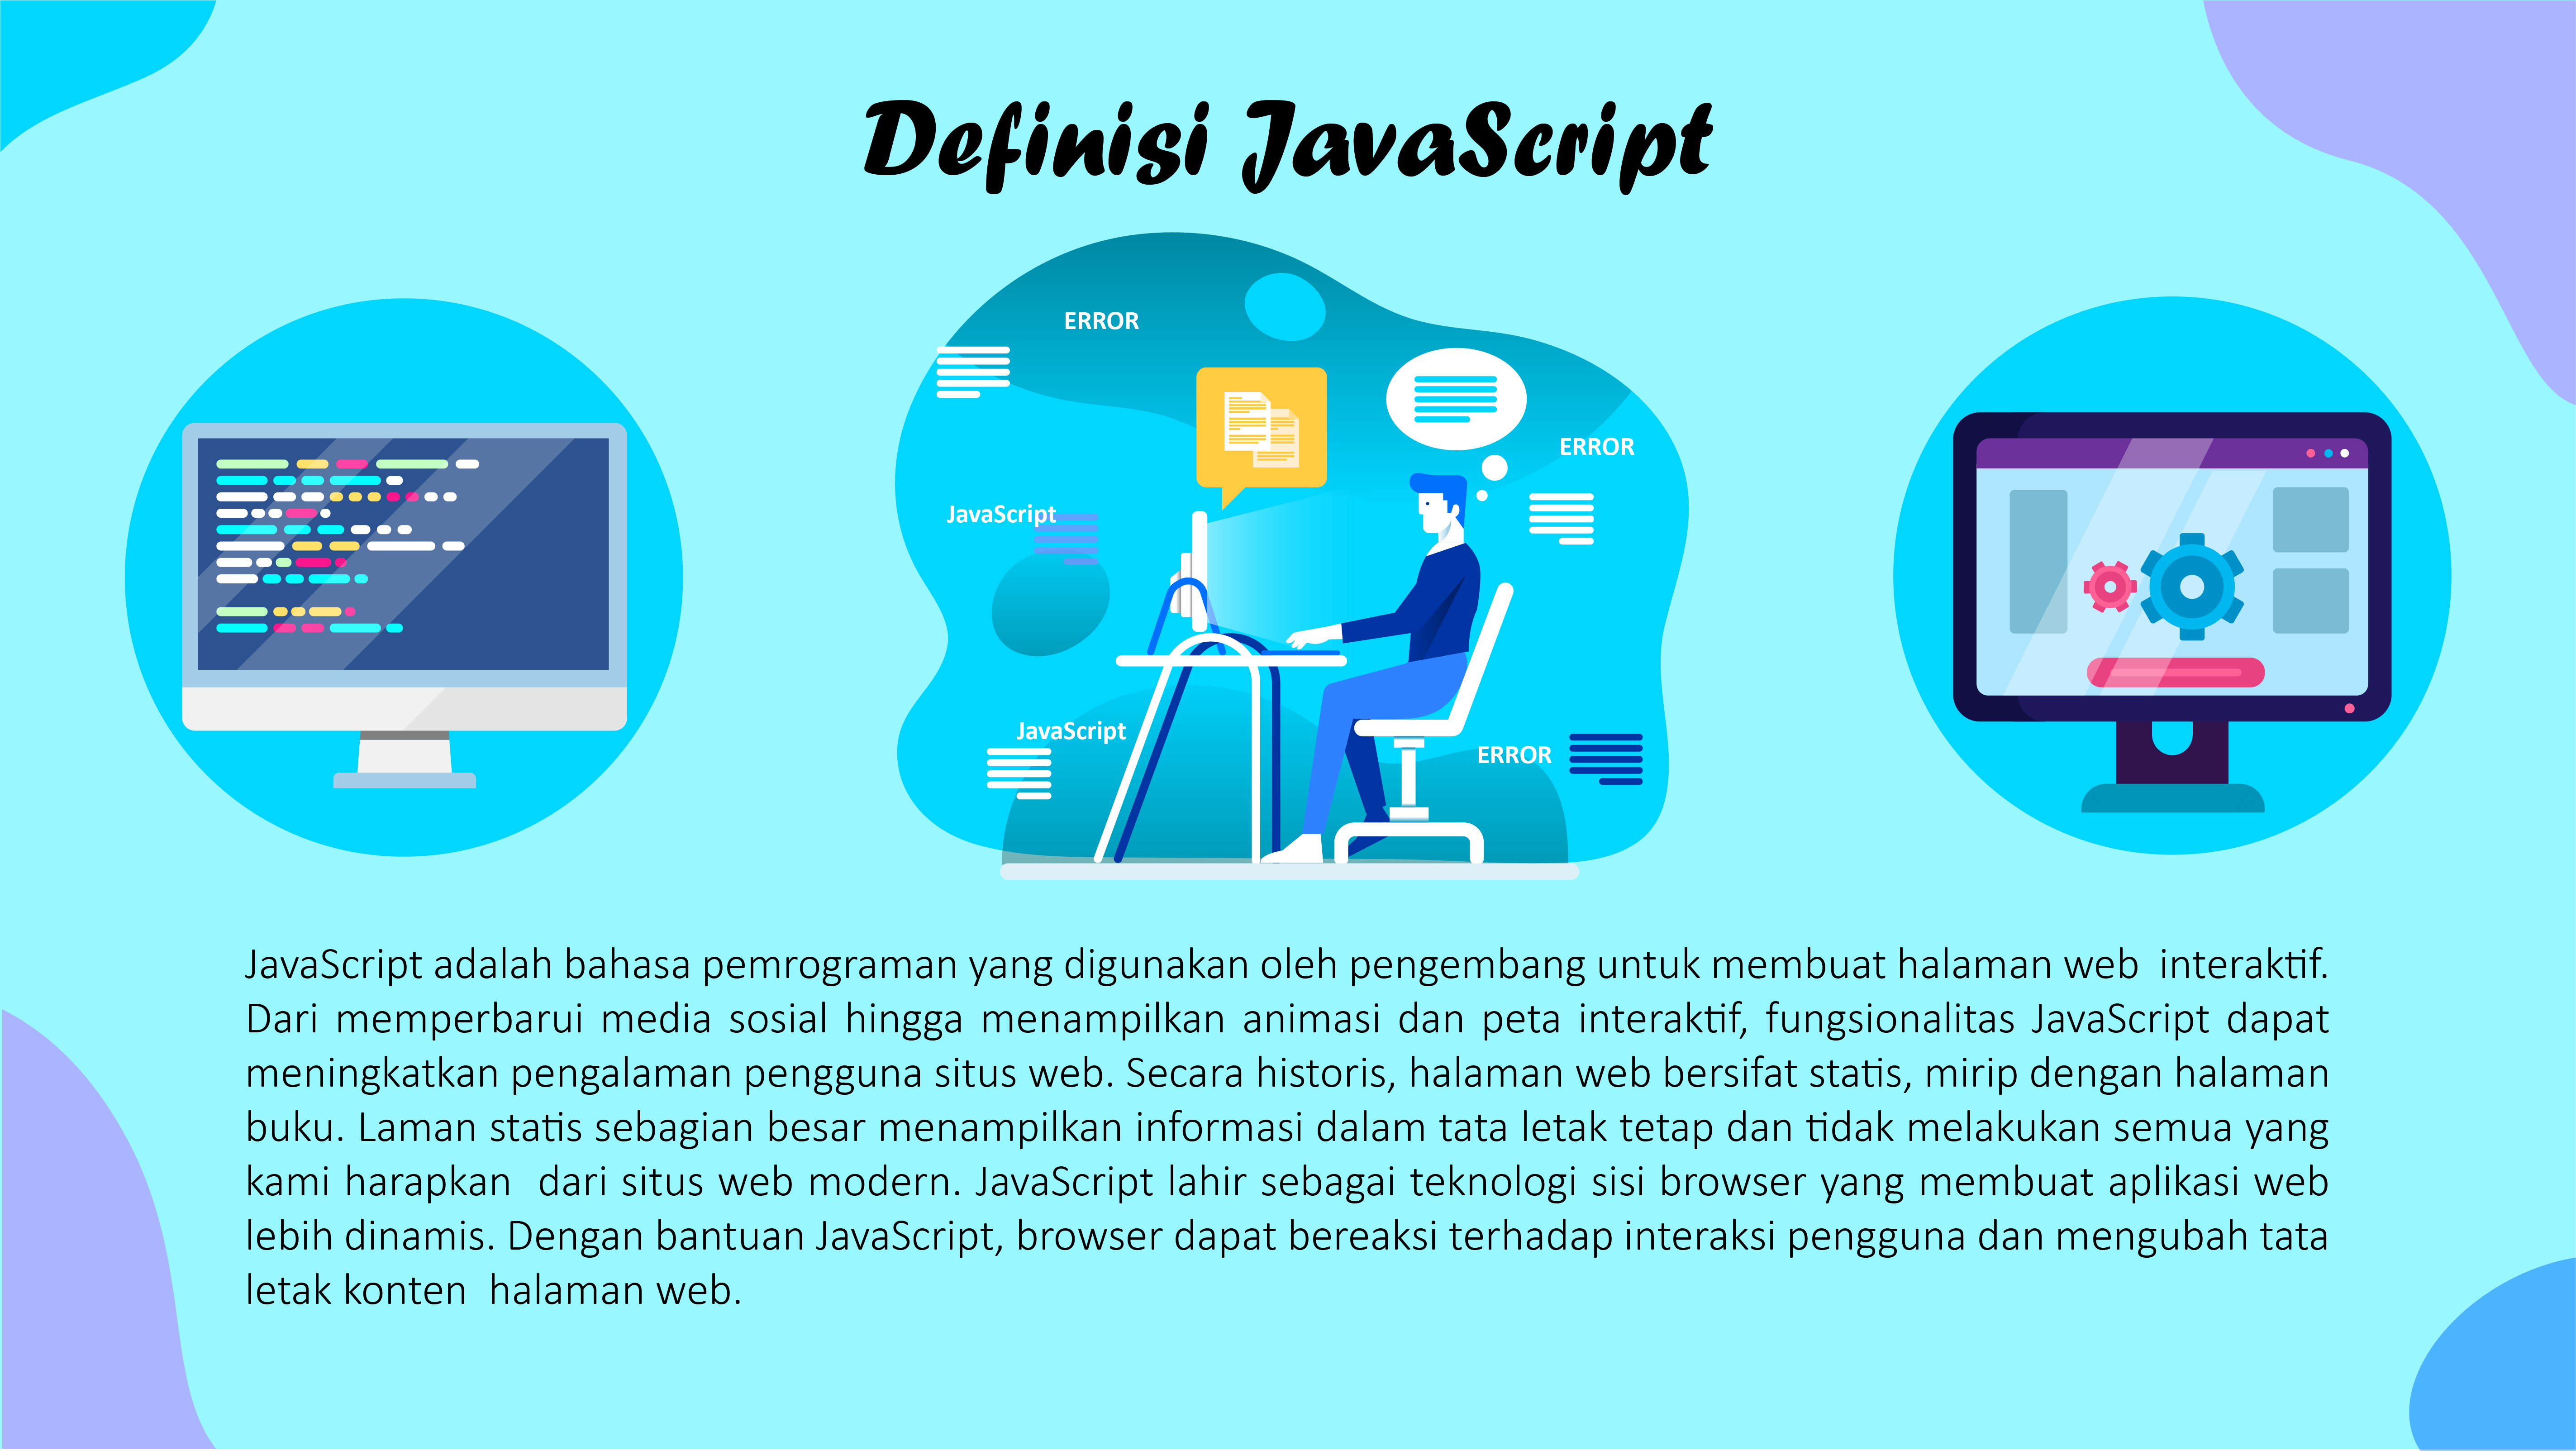 Definisi JavaScript
ERROR
ERROR
JavaScript
JavaScript
ERROR
JavaScript adalah bahasa pemrograman yang digunakan oleh pengembang untuk membuat halaman web  interaktif.
Dari memperbarui media sosial hingga menampilkan animasi dan peta interaktif, fungsionalitas JavaScript dapat
meningkatkan pengalaman pengguna situs web. Secara historis, halaman web bersifat statis, mirip dengan halaman
buku. Laman statis sebagian besar menampilkan informasi dalam tata letak tetap dan tidak melakukan semua yang
kami harapkan  dari situs web modern. JavaScript lahir sebagai teknologi sisi browser yang membuat aplikasi web
lebih dinamis. Dengan bantuan JavaScript, browser dapat bereaksi terhadap interaksi pengguna dan mengubah tata
letak konten  halaman web.